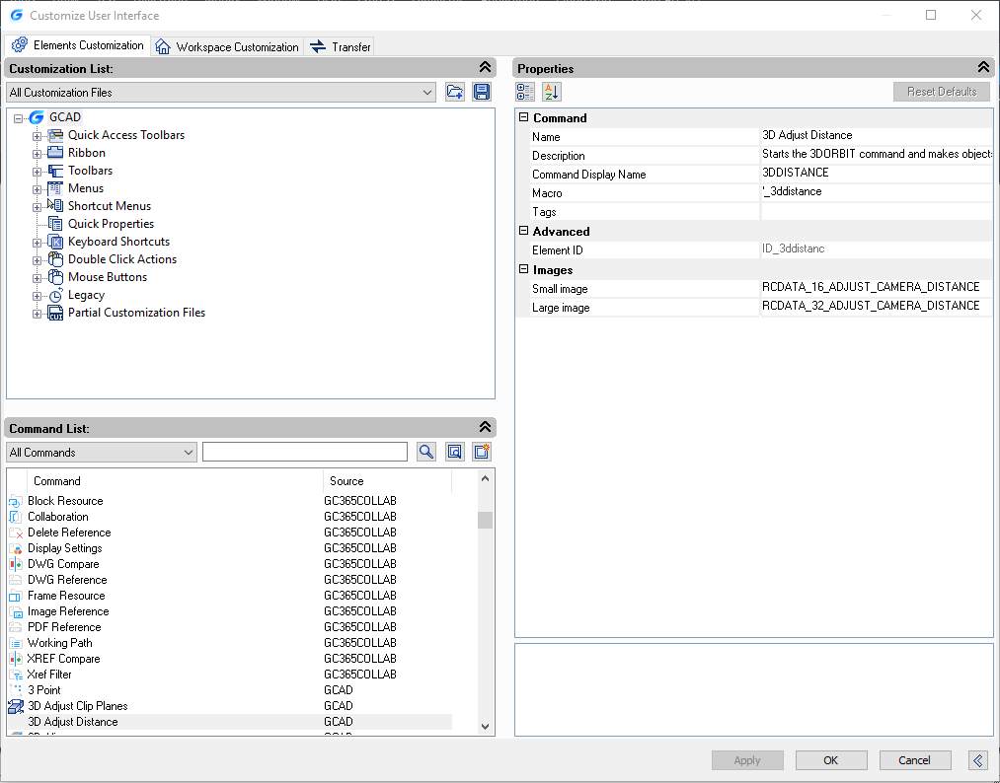 Customize User Interface
Elements Customization
Workspace Customization
Transfer
Customization List:
All Customization Files
GCAD
Quick Access Toolbars
Ribbon
Toolbars
Menus
Shortcut Menus
Quick Properties
Keyboard Shortcuts
Double Click Actions
Mouse Buttons
Legacy
Partial Customization Files
Command List:
All Commands
Command Source
Block Resource GC365COLLAB
Collaboration GC365COLLAB
Delete Reference GC365COLLAB
Display Settings GC365COLLAB
DWG Compare GC365COLLAB
DWG Reference GC365COLLAB
Frame Resource GC365COLLAB
Image Reference GC365COLLAB
PDF Reference GC365COLLAB
Working Path GC365COLLAB
XREF Compare GC365COLLAB
Xref Filter GC365COLLAB
3 Point GCAD
3D Adjust Clip Planes GCAD
3D Adjust Distance GCAD
Properties
Reset Defaults
Command
Name 3D Adjust Distance
Description Starts the 3DORBIT command and makes objects
Command Display Name 3DDISTANCE
Macro '_3ddistance
Tags
Advanced
Element ID ID_3ddistanc
Images
Small image RCDATA_16_ADJUST_CAMERA_DISTANCE
Large image RCDATA_32_ADJUST_CAMERA_DISTANCE
Apply
OK
Cancel